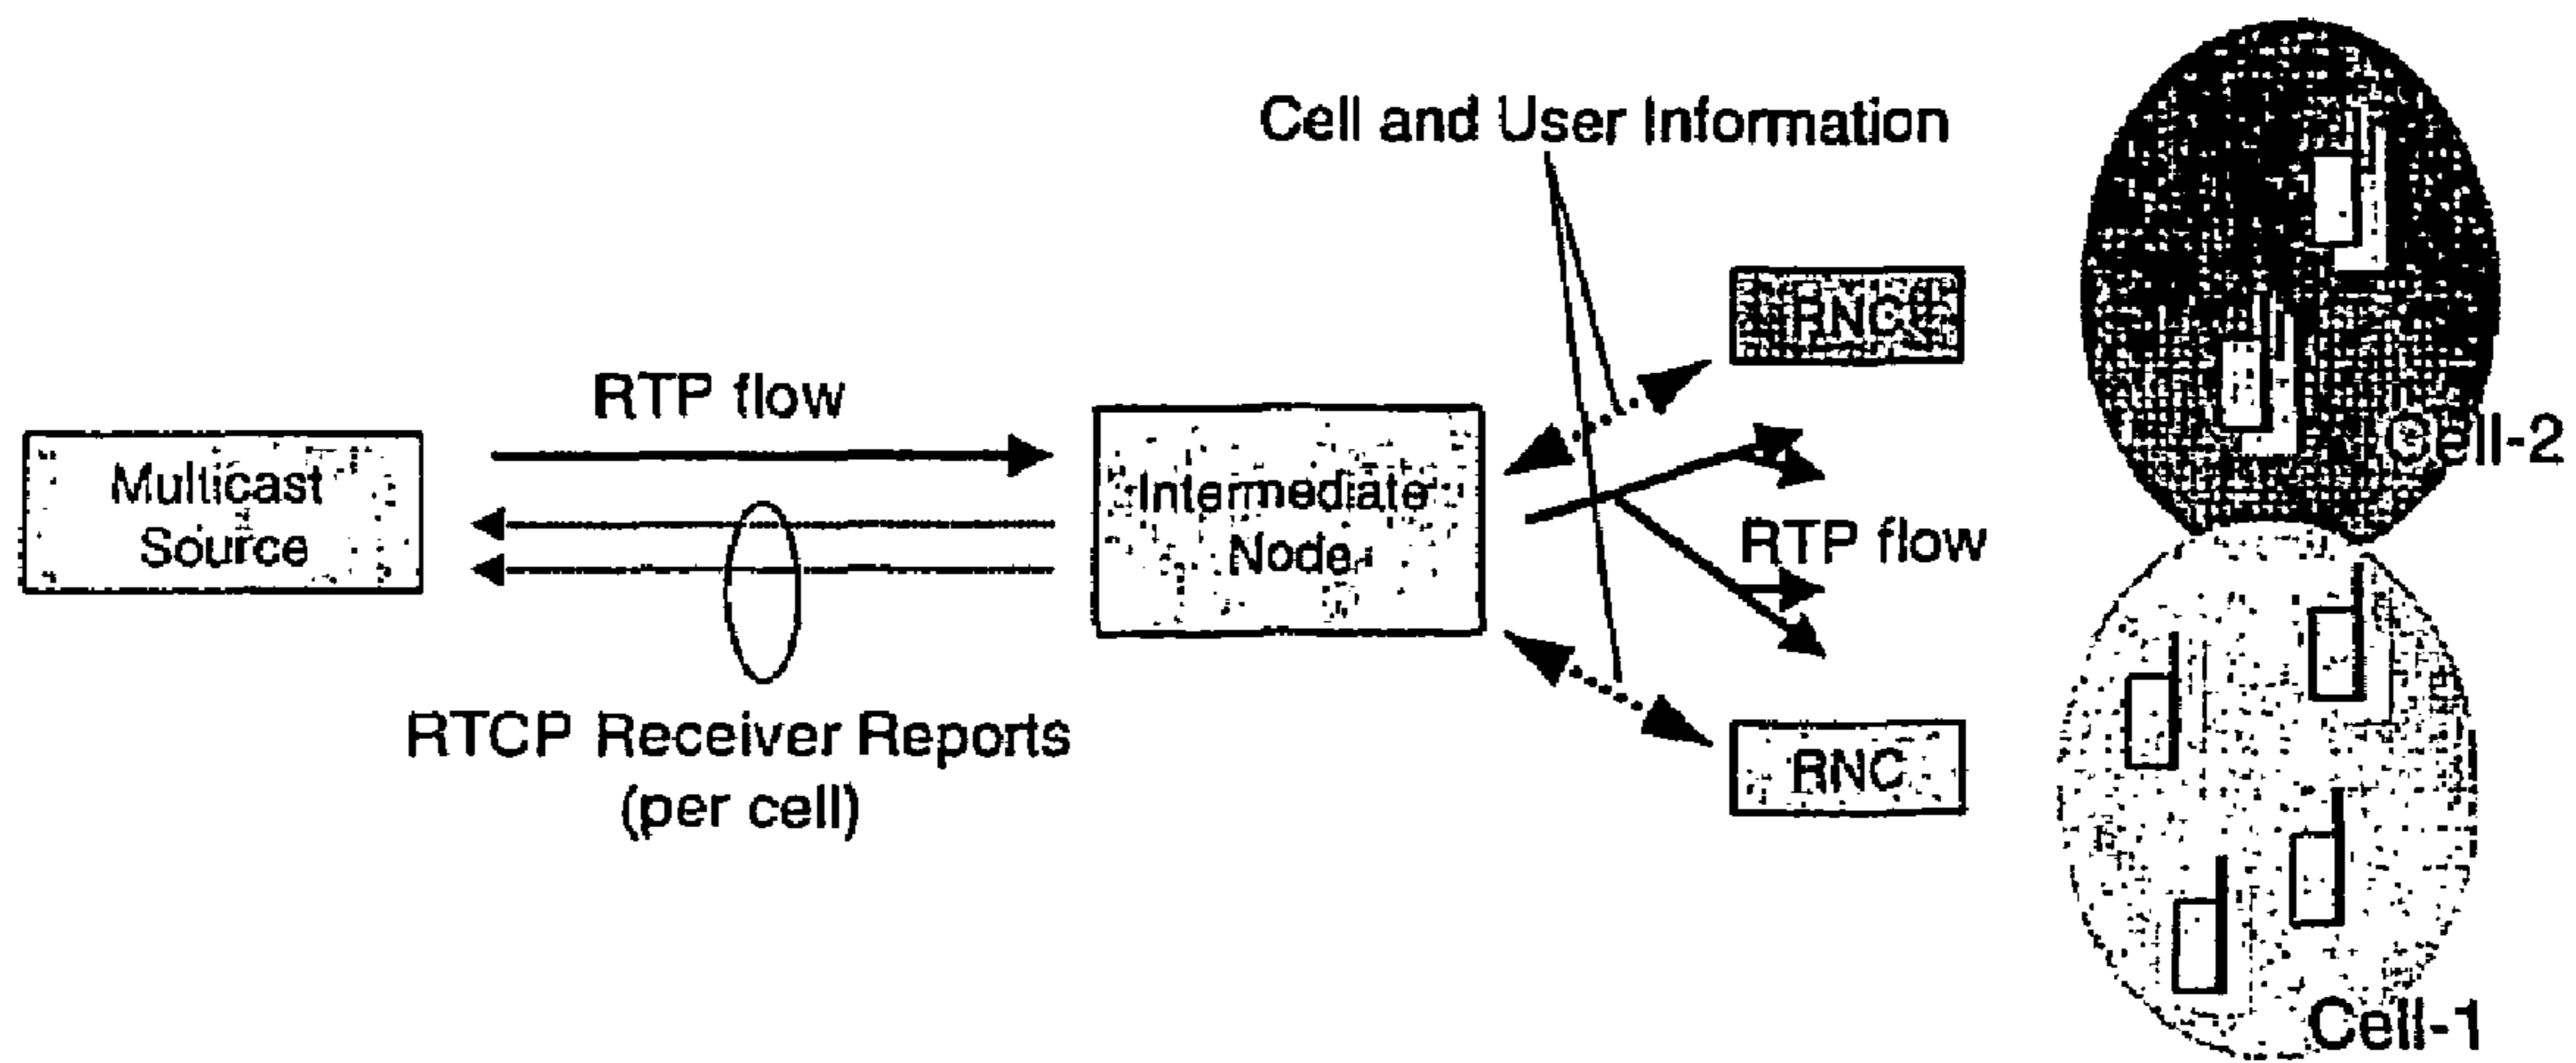 Cell and User Information
RNC
RTP flow
Multicast
Source
Intermediate
Node
Cell-2
RTP flow
RTCP Receiver Reports
(per cell)
RNC
Cell-1